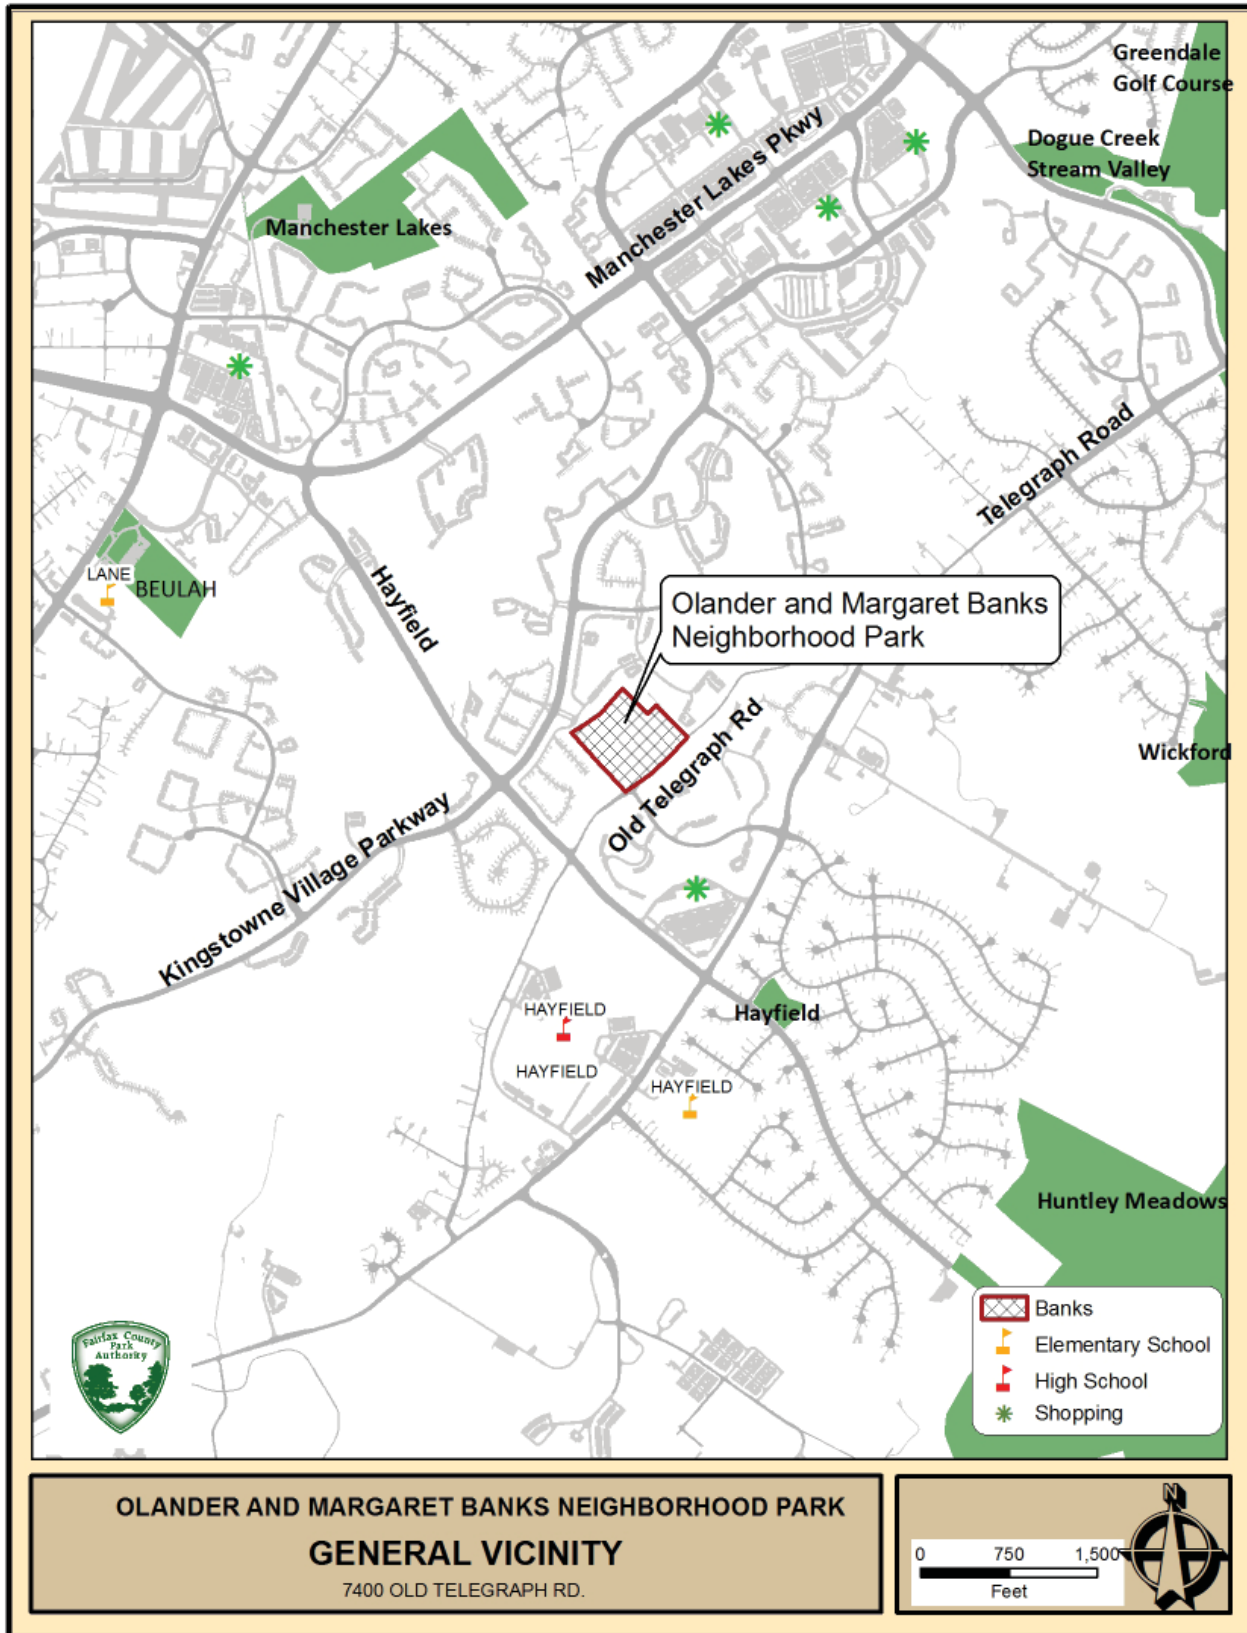 Greendale
Golf Course
Dogue Creek
Stream Valley
Manchester Lakes Pkwy
Manchester Lakes
Telegraph Road
LANE
BEULAH
Hayfield
Olander and Margaret Banks
Neighborhood Park
Old Telegraph Rd
Wickford
Kingstowne Village Parkway
HAYFIELD
Hayfield
HAYFIELD
HAYFIELD
Huntley Meadows
Banks
Elementary School
High School
Shopping
Fairfax County
Park
Authority
OLANDER AND MARGARET BANKS NEIGHBORHOOD PARK
GENERAL VICINITY
7400 OLD TELEGRAPH RD.
N
0 750 1,500
Feet